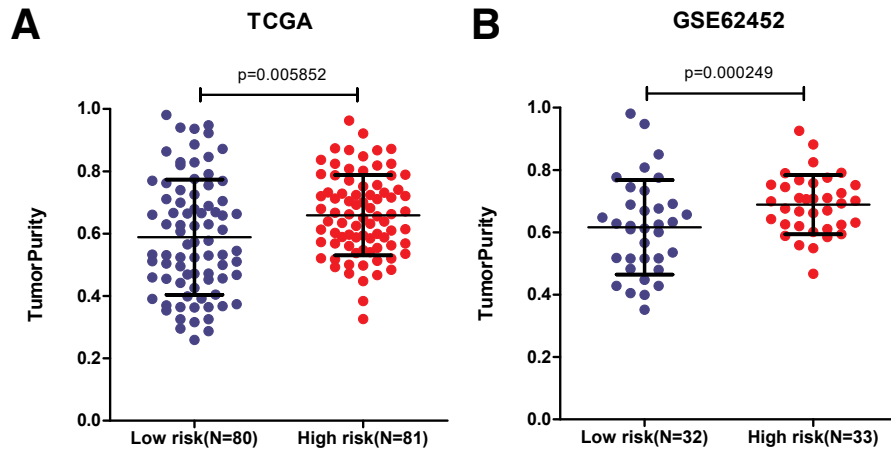 A
TCGA
p=0.005852
TumorPurity
1.0
0.8
0.6
0.4
0.2
0.0
Low risk(N=80)
High risk(N=81)
B
GSE62452
p=0.000249
TumorPurity
1.0
0.8
0.6
0.4
0.2
0.0
Low risk(N=32)
High risk(N=33)